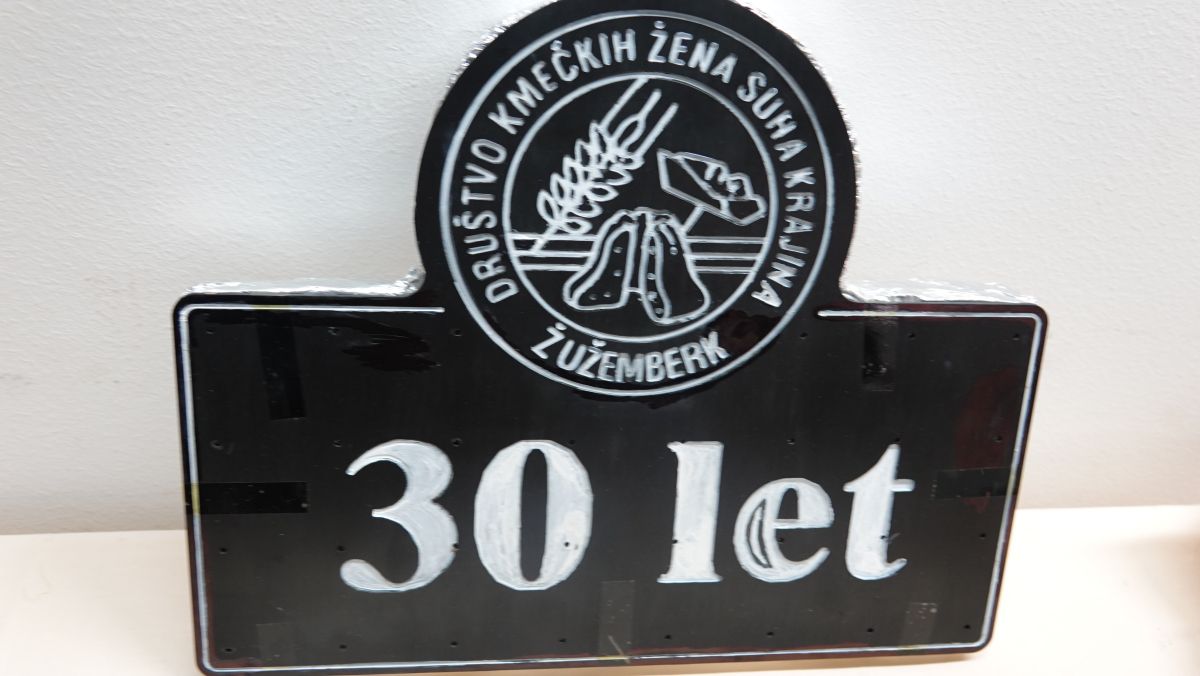 DRUŠTVO KMEČKIH ŽENA SUHA KRAJINA
ŽUŽEMBERK
30 let